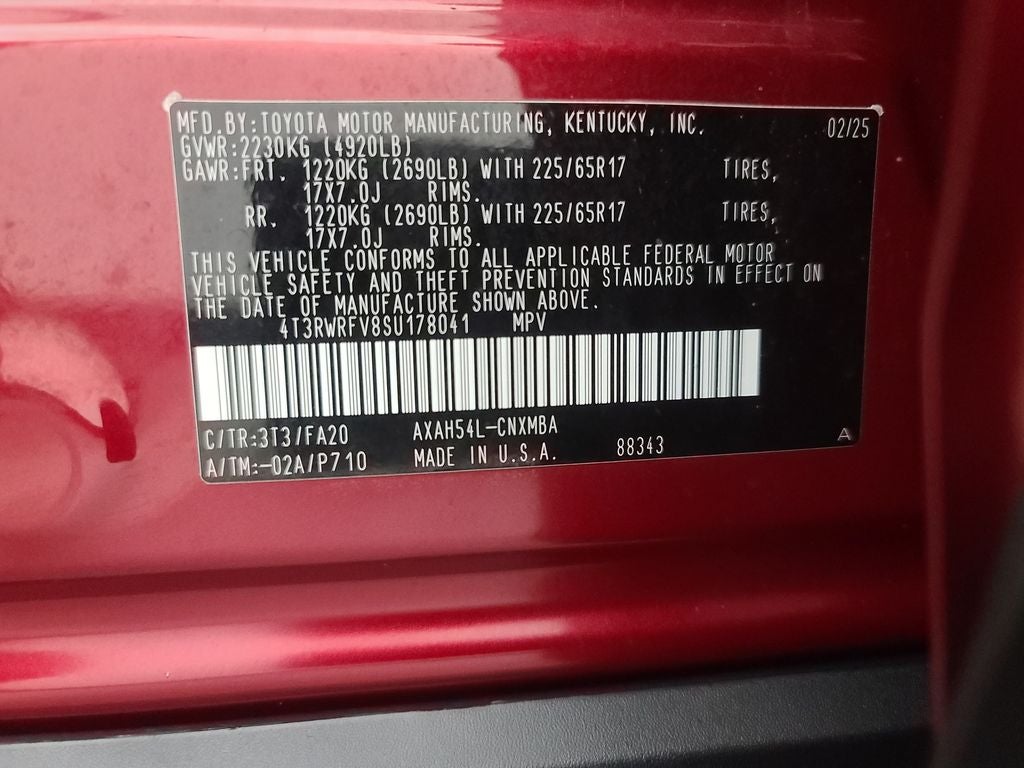 MFD.BY:TOYOTA MOTOR MANUFACTURING, KENTUCKY, INC. 02/25
GVWR:2230KG (4920LB)
GAWR:FRT. 1220KG (2690LB) WITH 225/65R17 TIRES,
17X7.0J RIMS.
RR. 1220KG (2690LB) WITH 225/65R17 TIRES,
17X7.0J RIMS.
THIS VEHICLE CONFORMS TO ALL APPLICABLE FEDERAL MOTOR
VEHICLE SAFETY AND THEFT PREVENTION STANDARDS IN EFFECT ON
THE DATE OF MANUFACTURE SHOWN ABOVE.
4T3RWRFV8SU178041 MPV
C/TR:3T3/FA20 AXAH54L-CNXMBA A
A/TM:-02A/P710 MADE IN U.S.A. 88343